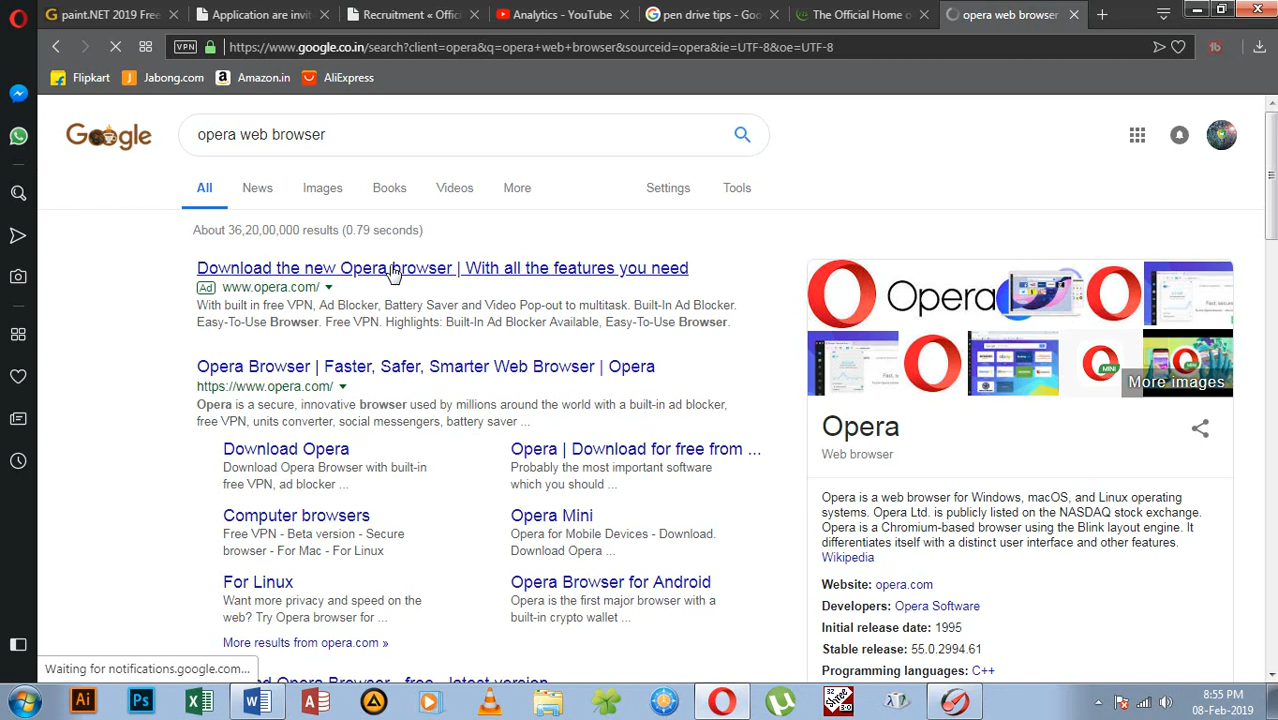 paint.NET 2019 Free
Application are invit
Recruitment « Offic
Analytics - YouTube
pen drive tips - Goo
The Official Home o
opera web browser
VPN
https://www.google.co.in/search?client=opera&q=opera+web+browser&sourceid=opera&ie=UTF-8&oe=UTF-8
Flipkart
Jabong.com
Amazon.in
AliExpress
Google
opera web browser
All
News
Images
Books
Videos
More
Settings
Tools
About 36,20,00,000 results (0.79 seconds)
Download the new Opera browser | With all the features you need
Ad www.opera.com/
With built in free VPN, Ad Blocker, Battery Saver and Video Pop-out to multitask. Built-In Ad Blocker.
Easy-To-Use Browser. Free VPN. Highlights: Built-In Ad Blocker Available, Easy-To-Use Browser.
Opera Browser | Faster, Safer, Smarter Web Browser | Opera
https://www.opera.com/
Opera is a secure, innovative browser used by millions around the world with a built-in ad blocker,
free VPN, units converter, social messengers, battery saver ...
Download Opera
Download Opera Browser with built-in
free VPN, ad blocker ...
Opera | Download for free from ...
Probably the most important software
which you should ...
Computer browsers
Free VPN - Beta version - Secure
browser - For Mac - For Linux
Opera Mini
Opera for Mobile Devices - Download.
Download Opera ...
For Linux
Want more privacy and speed on the
web? Try Opera browser for ...
Opera Browser for Android
Opera is the first major browser with a
built-in crypto wallet ...
More results from opera.com »
Opera
More images
Opera
Web browser
Opera is a web browser for Windows, macOS, and Linux operating
systems. Opera Ltd. is publicly listed on the NASDAQ stock exchange.
Opera is a Chromium-based browser using the Blink layout engine. It
differentiates itself with a distinct user interface and other features.
Wikipedia
Website: opera.com
Developers: Opera Software
Initial release date: 1995
Stable release: 55.0.2994.61
Programming languages: C++
Opera Browser - free - latest version
Waiting for notifications.google.com...
Ai
Ps
8:55 PM
08-Feb-2019